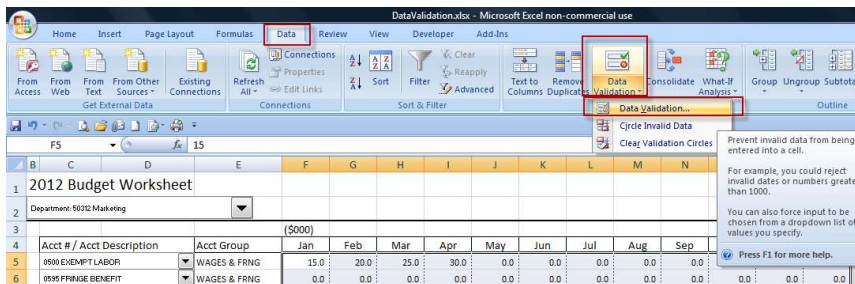 DataValidation.xlsx - Microsoft Excel non-commercial use
Home Insert Page Layout Formulas Data Review View Developer Add-Ins
From Access
From Web
From Text
From Other Sources
Existing Connections
Get External Data
Refresh All
Connections
Properties
Edit Links
Connections
Sort
Filter
Clear
Reapply
Advanced
Sort & Filter
Text to Columns
Remove Duplicates
Data Validation
Consolidate
What-If Analysis
Group
Ungroup
Subtota
Outline
Data Validation...
Circle Invalid Data
Clear Validation Circles
Prevent invalid data from being
entered into a cell.
For example, you could reject
invalid dates or numbers greate
than 1000.
You can also force input to be
chosen from a dropdown list of
values you specify.
Press F1 for more help.
F5 fx 15
B C D E F G H I J K L M N
1 2012 Budget Worksheet
2 Department: 50312 Marketing
3 ($000)
4 Acct # / Acct Description Acct Group Jan Feb Mar Apr May Jun Jul Aug Sep
5 0500 EXEMPT LABOR WAGES & FRNG 15.0 20.0 25.0 30.0 0.0 0.0 0.0 0.0 0.0
6 0595 FRINGE BENEFIT WAGES & FRNG 0.0 0.0 0.0 0.0 0.0 0.0 0.0 0.0 0.0 0.0 0.0 0.0